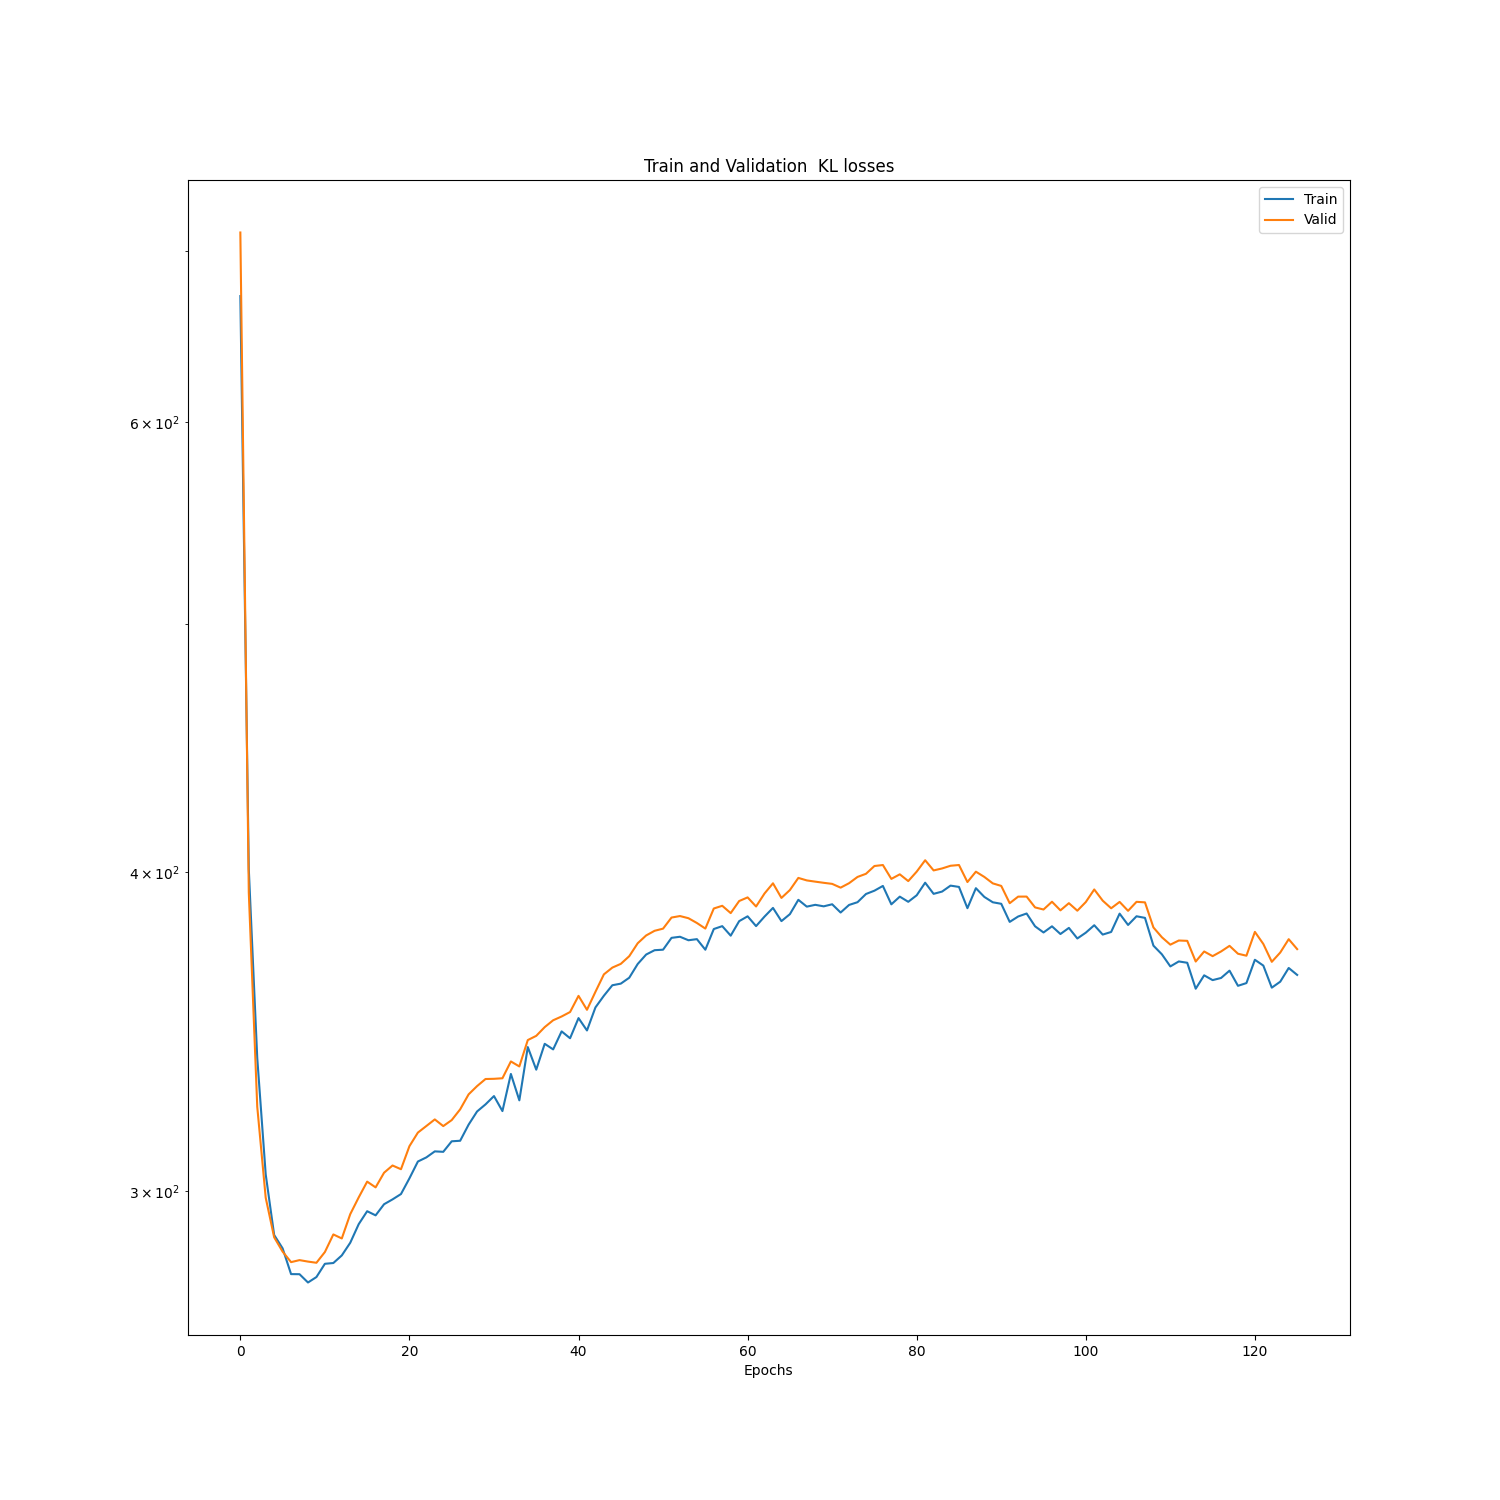 Train and Validation  KL losses
Train
Valid
6 × 10²
4 × 10²
3 × 10²
0 20 40 60 80 100 120
Epochs